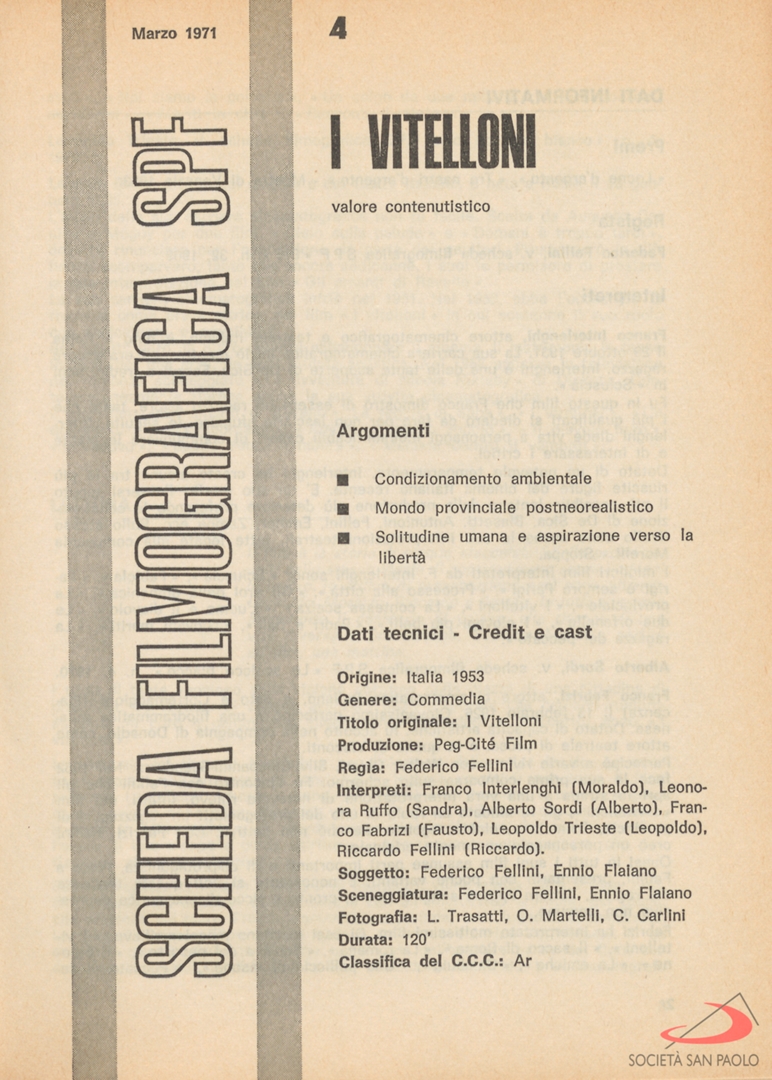 Marzo 1971
4
SCHEDA FILMOGRAFICA SPF
I VITELLONI
valore contenutistico
Argomenti
■ Condizionamento ambientale
■ Mondo provinciale postneorealistico
■ Solitudine umana e aspirazione verso la
libertà
Dati tecnici - Credit e cast
Origine: Italia 1953
Genere: Commedia
Titolo originale: I Vitelloni
Produzione: Peg-Cité Film
Regìa: Federico Fellini
Interpreti: Franco Interlenghi (Moraldo), Leono-
ra Ruffo (Sandra), Alberto Sordi (Alberto), Fran-
co Fabrizi (Fausto), Leopoldo Trieste (Leopoldo),
Riccardo Fellini (Riccardo).
Soggetto: Federico Fellini, Ennio Flaiano
Sceneggiatura: Federico Fellini, Ennio Flaiano
Fotografia: L. Trasatti, O. Martelli, C. Carlini
Durata: 120'
Classifica del C.C.C.: Ar
SOCIETÀ SAN PAOLO